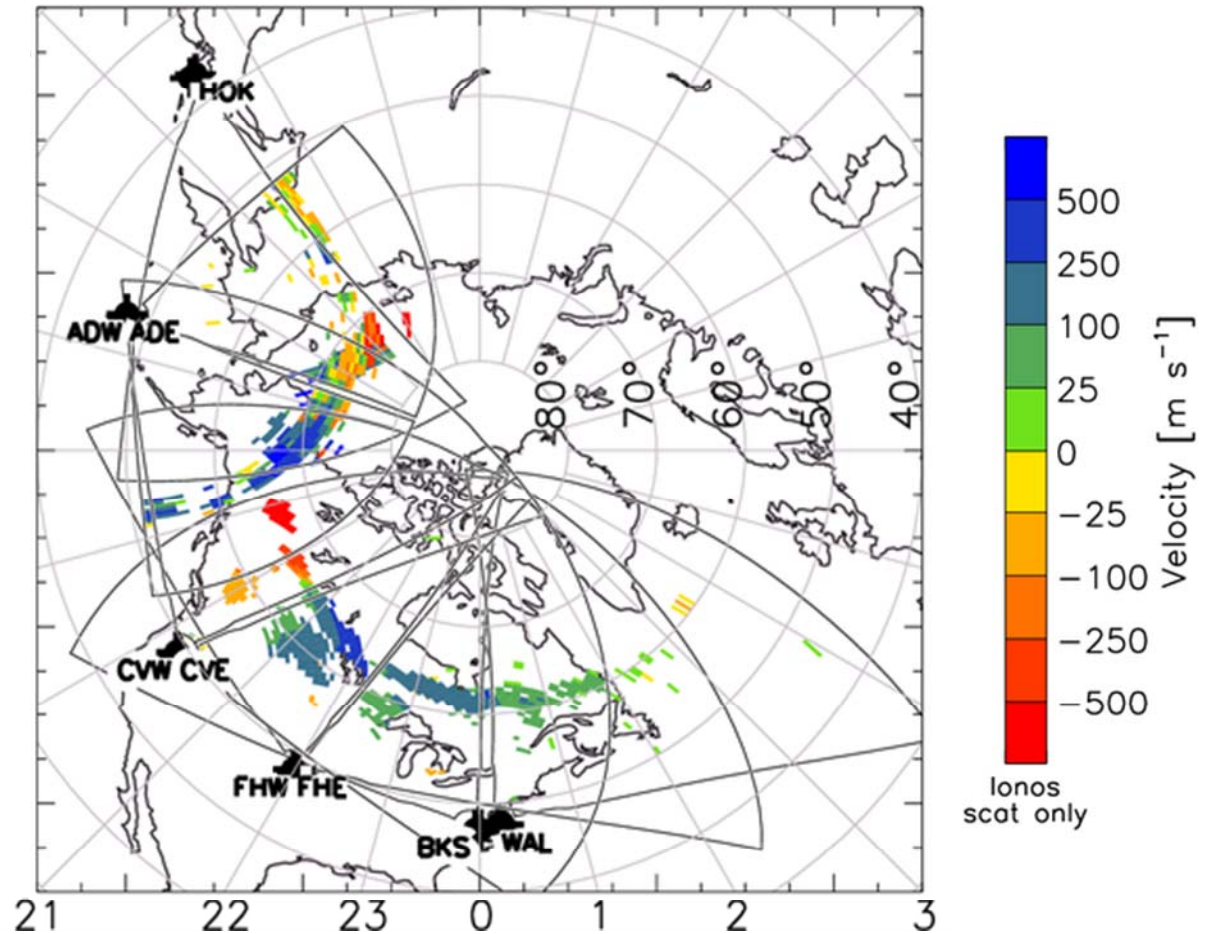 HOK
ADW ADE
80° 70° 60° 50° 40°
CVW CVE
FHW FHE
BKS WAL
21 22 23 0 1 2 3
500
250
100
25
0
−25
−100
−250
−500
Velocity [m s⁻¹]
Ionos
scat only